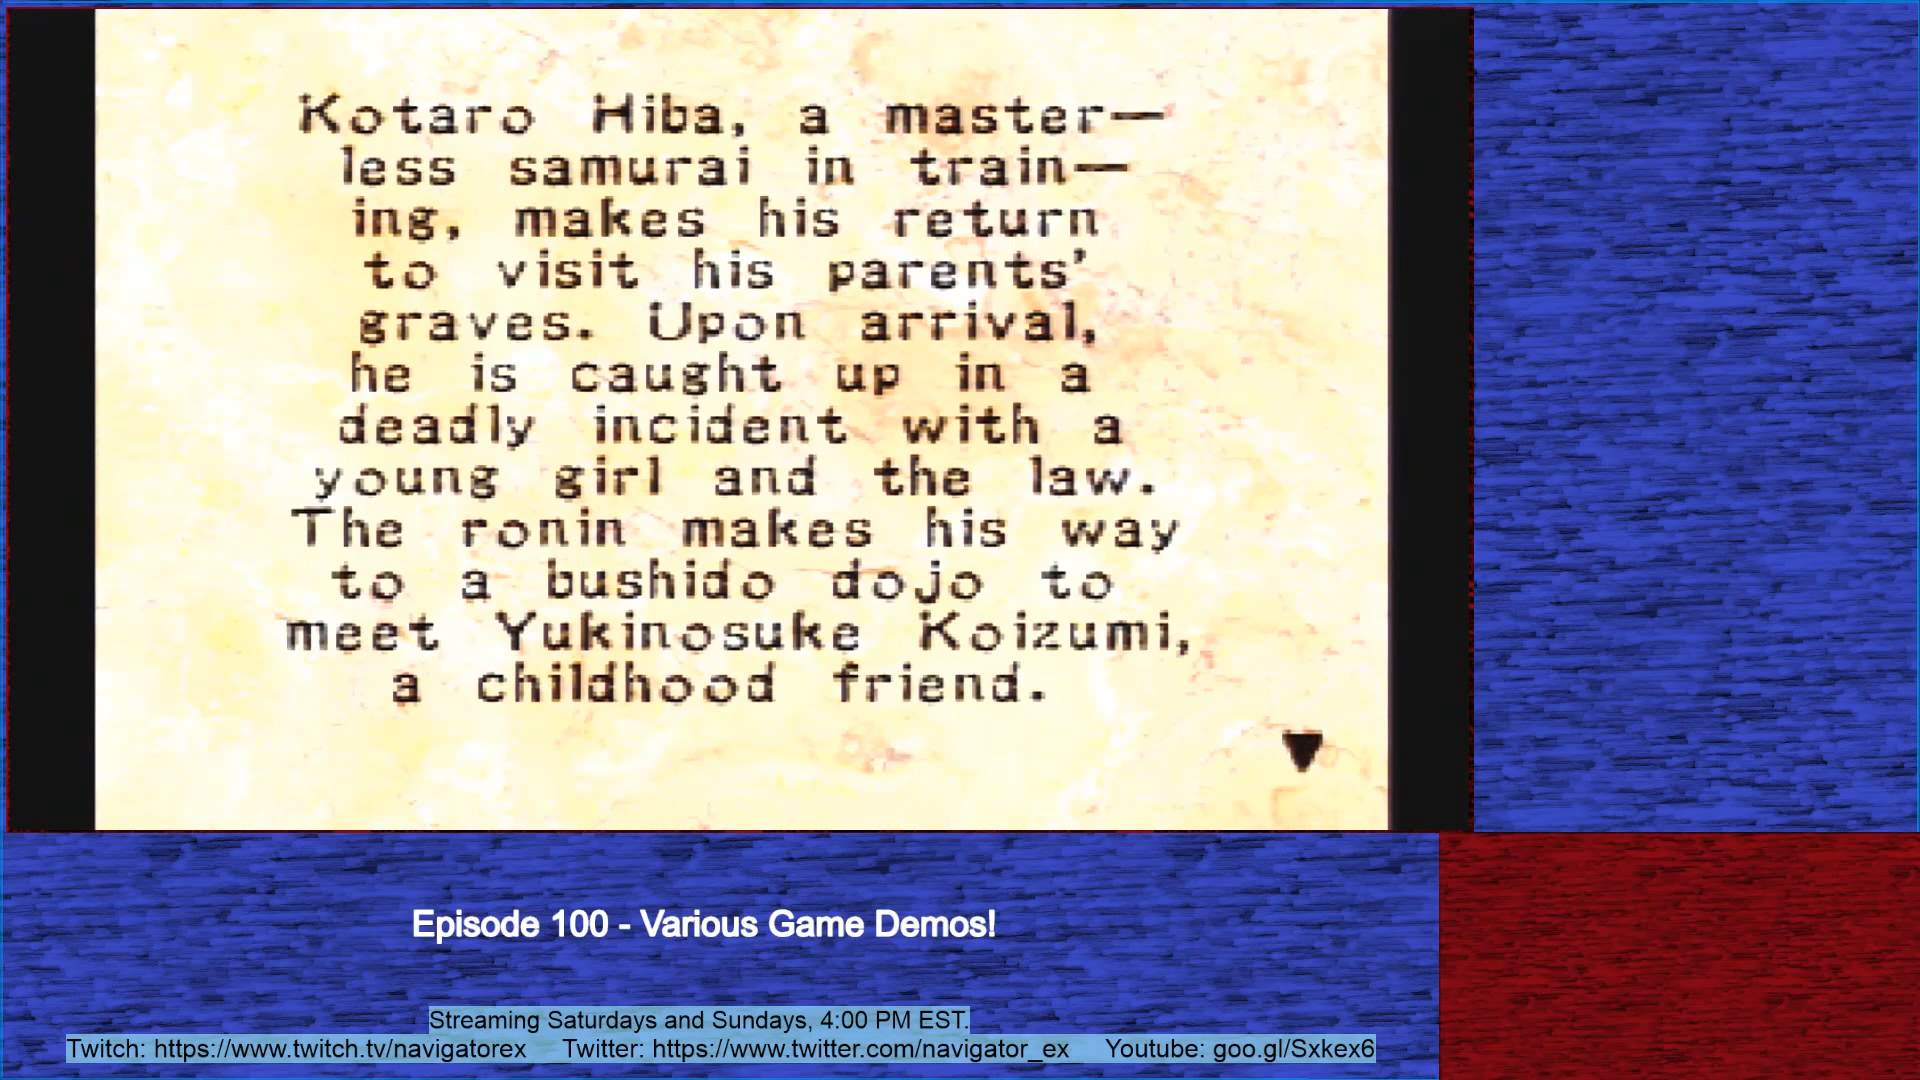 Kotaro Hiba, a master—
less samurai in train—
ing, makes his return
to visit his parents'
graves. Upon arrival,
he is caught up in a
deadly incident with a
young girl and the law.
The ronin makes his way
to a bushido dojo to
meet Yukinosuke Koizumi,
a childhood friend.
Episode 100 - Various Game Demos!
Streaming Saturdays and Sundays, 4:00 PM EST.
Twitch: https://www.twitch.tv/navigatorex Twitter: https://www.twitter.com/navigator_ex Youtube: goo.gl/Sxkex6